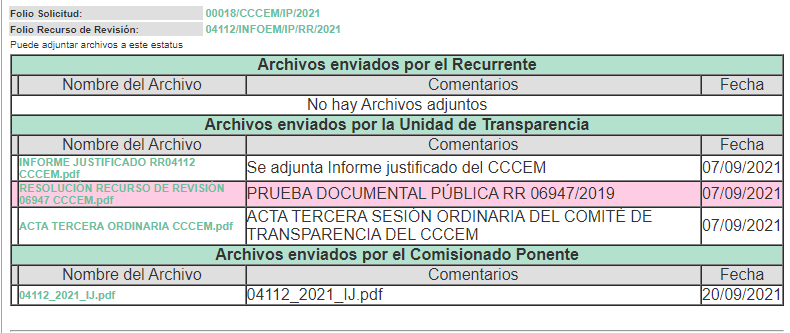 Folio Solicitud: 00018/CCCEM/IP/2021
Folio Recurso de Revisión: 04112/INFOEM/IP/RR/2021
Puede adjuntar archivos a este estatus
Archivos enviados por el Recurrente
Nombre del Archivo Comentarios Fecha
No hay Archivos adjuntos
Archivos enviados por la Unidad de Transparencia
Nombre del Archivo Comentarios Fecha
INFORME JUSTIFICADO RR04112
CCCEM.pdf Se adjunta Informe justificado del CCCEM 07/09/2021
RESOLUCIÓN RECURSO DE REVISIÓN
06947 CCCEM.pdf PRUEBA DOCUMENTAL PÚBLICA RR 06947/2019 07/09/2021
ACTA TERCERA ORDINARIA CCCEM.pdf ACTA TERCERA SESIÓN ORDINARIA DEL COMITÉ DE
TRANSPARENCIA DEL CCCEM 07/09/2021
Archivos enviados por el Comisionado Ponente
Nombre del Archivo Comentarios Fecha
04112_2021_IJ.pdf 04112_2021_IJ.pdf 20/09/2021